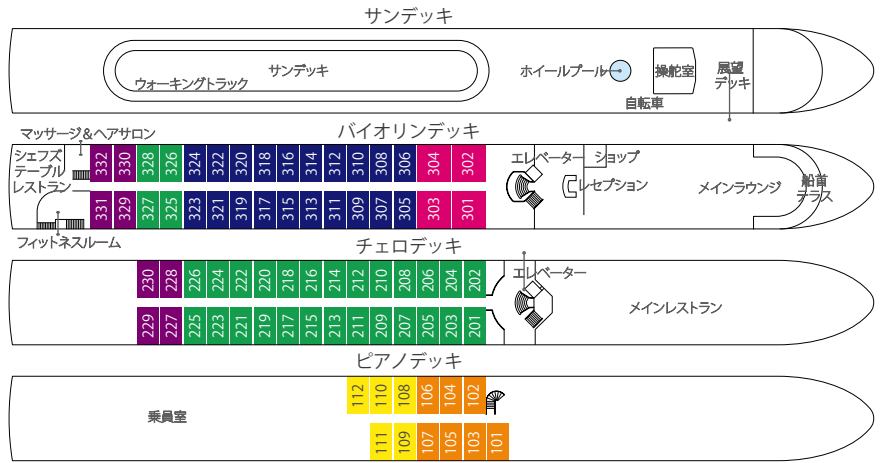 サンデッキ
サンデッキ
ウォーキングトラック
ホイールプール
操舵室
展望
デッキ
自転車
バイオリンデッキ
マッサージ&ヘアサロン
シェフズ
テーブル
レストラン
332 330 328 326 324 322 320 318 316 314 312 310 308 306 304 302
331 329 327 325 323 321 319 317 315 313 311 309 307 305 303 301
フィットネスルーム
エレベーター
ショップ
レセプション
メインラウンジ
船首
テラス
チェロデッキ
230 228 226 224 222 220 218 216 214 212 210 208 206 204 202
229 227 225 223 221 219 217 215 213 211 209 207 205 203 201
エレベーター
メインレストラン
ピアノデッキ
乗員室
112 110 108 106 104 102
111 109 107 105 103 101